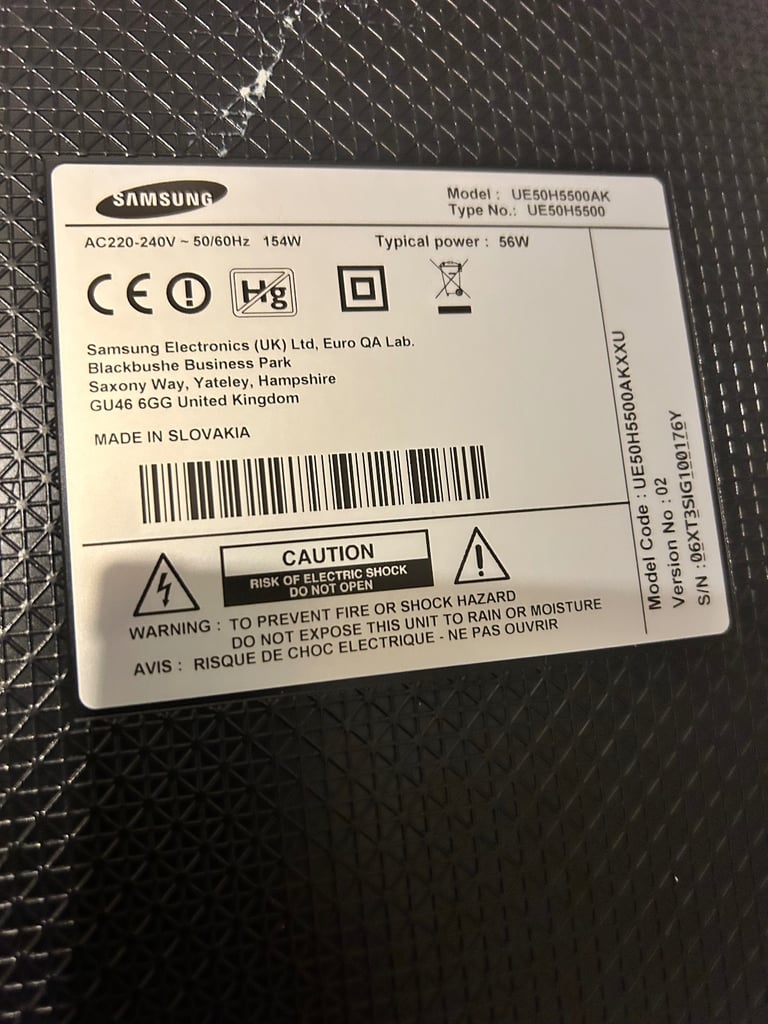 SAMSUNG
Model : UE50H5500AK
Type No.: UE50H5500
AC220-240V ~ 50/60Hz 154W
Typical power : 56W
CE
Hg
Samsung Electronics (UK) Ltd, Euro QA Lab.
Blackbushe Business Park
Saxony Way, Yateley, Hampshire
GU46 6GG United Kingdom
MADE IN SLOVAKIA
CAUTION
RISK OF ELECTRIC SHOCK
DO NOT OPEN
WARNING : TO PREVENT FIRE OR SHOCK HAZARD
DO NOT EXPOSE THIS UNIT TO RAIN OR MOISTURE
AVIS : RISQUE DE CHOC ELECTRIQUE - NE PAS OUVRIR
Model Code : UE50H5500AKXXU
Version No : 02
S/N : 06XT3SIG100176Y